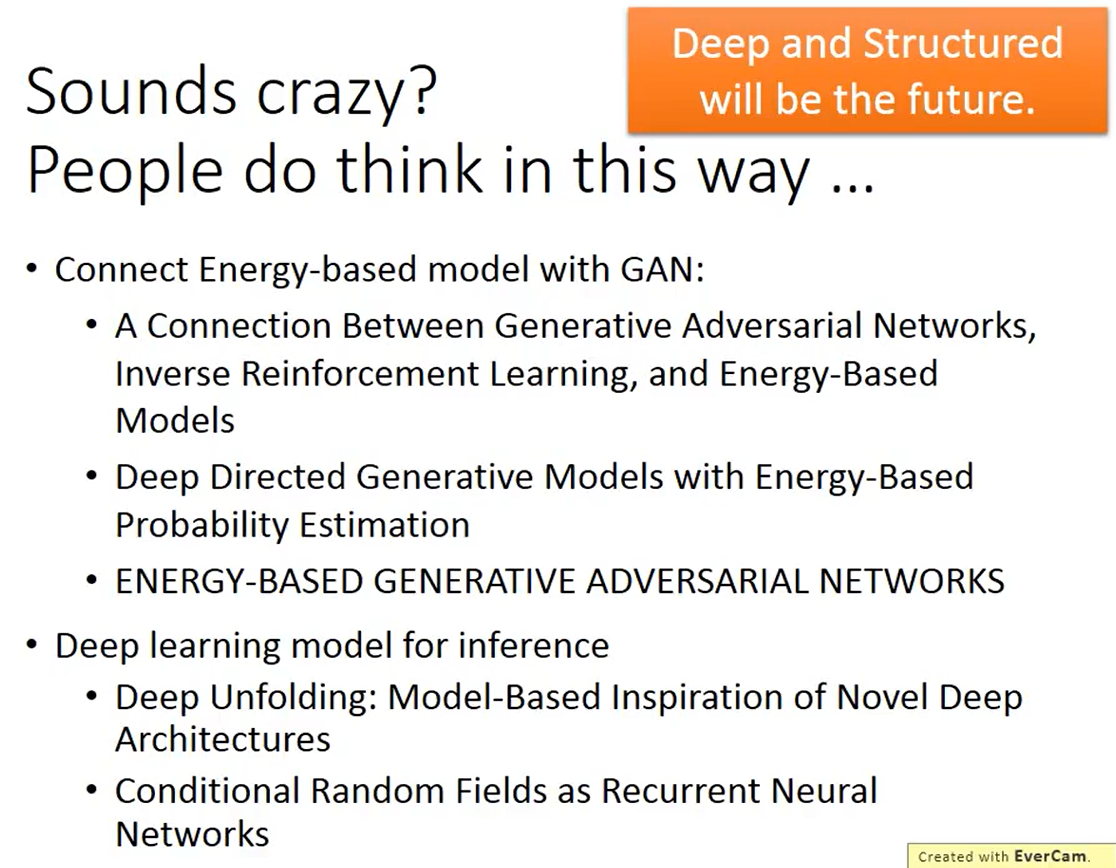 Deep and Structured
will be the future.
Sounds crazy?
People do think in this way …
• Connect Energy-based model with GAN:
• A Connection Between Generative Adversarial Networks,
Inverse Reinforcement Learning, and Energy-Based
Models
• Deep Directed Generative Models with Energy-Based
Probability Estimation
• ENERGY-BASED GENERATIVE ADVERSARIAL NETWORKS
• Deep learning model for inference
• Deep Unfolding: Model-Based Inspiration of Novel Deep
Architectures
• Conditional Random Fields as Recurrent Neural
Networks
Created with EverCam.